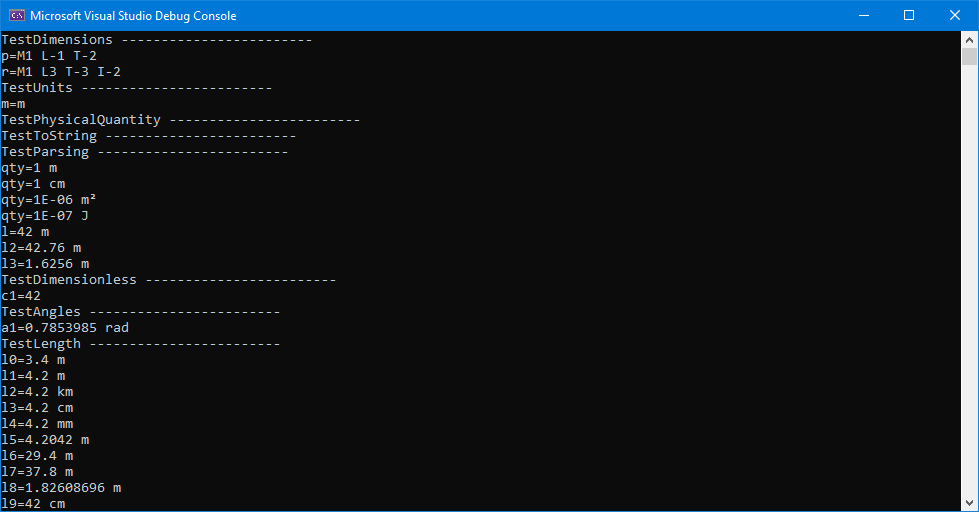 Microsoft Visual Studio Debug Console
TestDimensions ------------------------
p=M1 L-1 T-2
r=M1 L3 T-3 I-2
TestUnits ------------------------
m=m
TestPhysicalQuantity ------------------------
TestToString ------------------------
TestParsing ------------------------
qty=1 m
qty=1 cm
qty=1E-06 m²
qty=1E-07 J
l=42 m
l2=42.76 m
l3=1.6256 m
TestDimensionless ------------------------
c1=42
TestAngles ------------------------
a1=0.7853985 rad
TestLength ------------------------
l0=3.4 m
l1=4.2 m
l2=4.2 km
l3=4.2 cm
l4=4.2 mm
l5=4.2042 m
l6=29.4 m
l7=37.8 m
l8=1.82608696 m
l9=42 cm